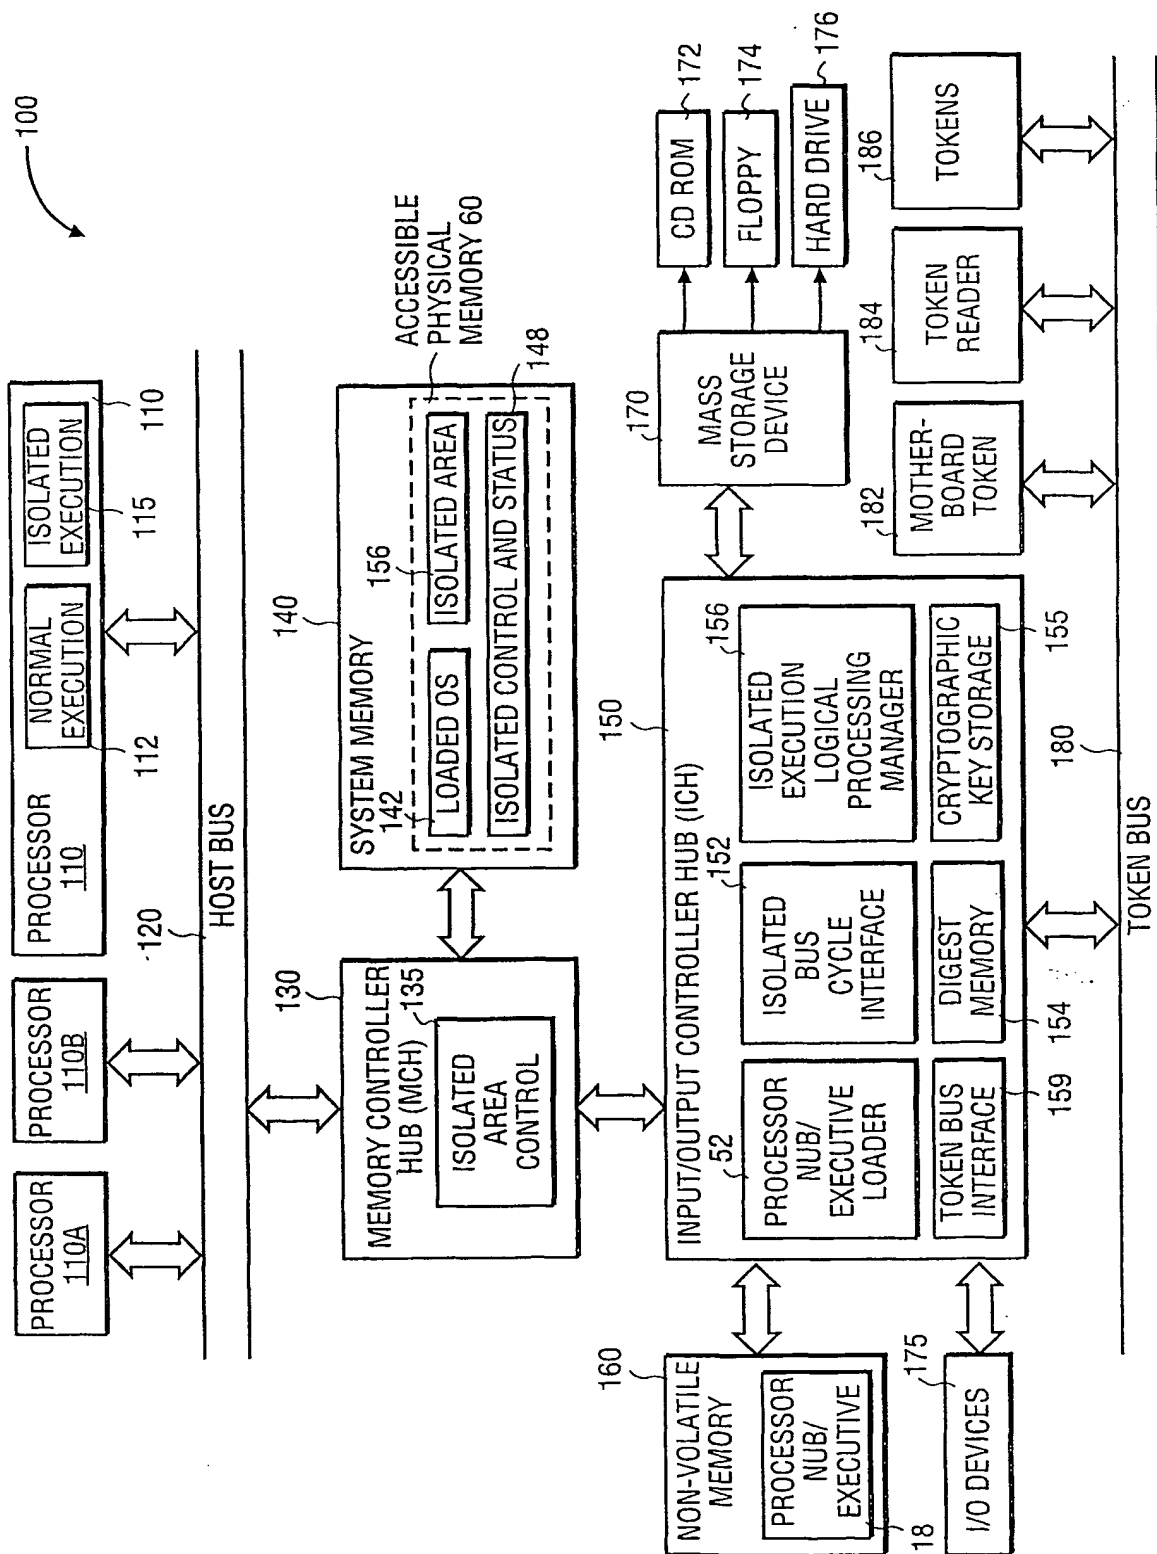 100
PROCESSOR
110A
PROCESSOR
110B
PROCESSOR
110
NORMAL
EXECUTION
112
ISOLATED
EXECUTION
115
110
120
HOST BUS
MEMORY CONTROLLER
HUB (MCH)
130
135
ISOLATED
AREA
CONTROL
140
SYSTEM MEMORY
142
LOADED OS
156
ISOLATED AREA
ISOLATED CONTROL AND STATUS
148
ACCESSIBLE
PHYSICAL
MEMORY 60
160
NON-VOLATILE
MEMORY
PROCESSOR
NUB/
EXECUTIVE
18
175
I/O DEVICES
INPUT/OUTPUT CONTROLLER HUB (ICH)
150
52
PROCESSOR
NUB/
EXECUTIVE
LOADER
152
ISOLATED
BUS
CYCLE
INTERFACE
156
ISOLATED
EXECUTION
LOGICAL
PROCESSING
MANAGER
TOKEN BUS
INTERFACE
159
DIGEST
MEMORY
154
CRYPTOGRAPHIC
KEY STORAGE
155
170
MASS
STORAGE
DEVICE
CD ROM
172
FLOPPY
174
HARD DRIVE
176
182
MOTHER-
BOARD
TOKEN
184
TOKEN
READER
186
TOKENS
180
TOKEN BUS